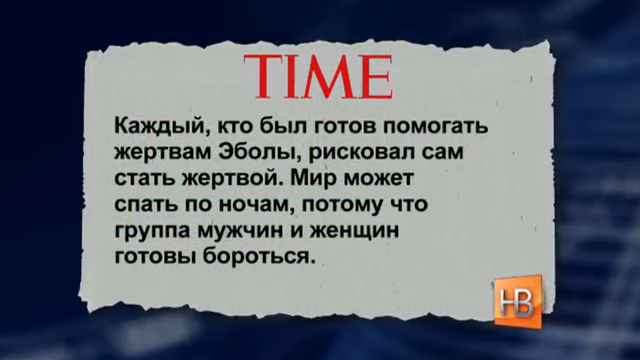 TIME
Каждый, кто был готов помогать
жертвам Эболы, рисковал сам
стать жертвой. Мир может
спать по ночам, потому что
группа мужчин и женщин
готовы бороться.
НВ